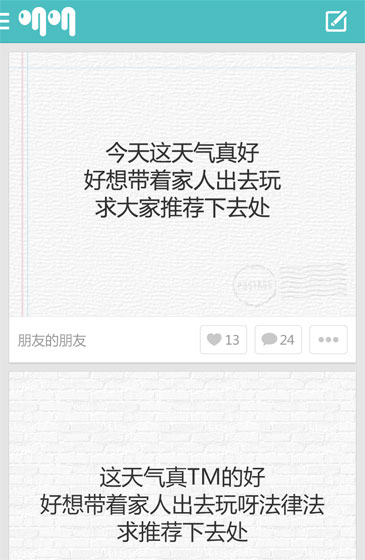 今天这天气真好
好想带着家人出去玩
求大家推荐下去处
POSTAGE
朋友的朋友
13
24
这天气真TM的好
好想带着家人出去玩呀法律法
求推荐下去处